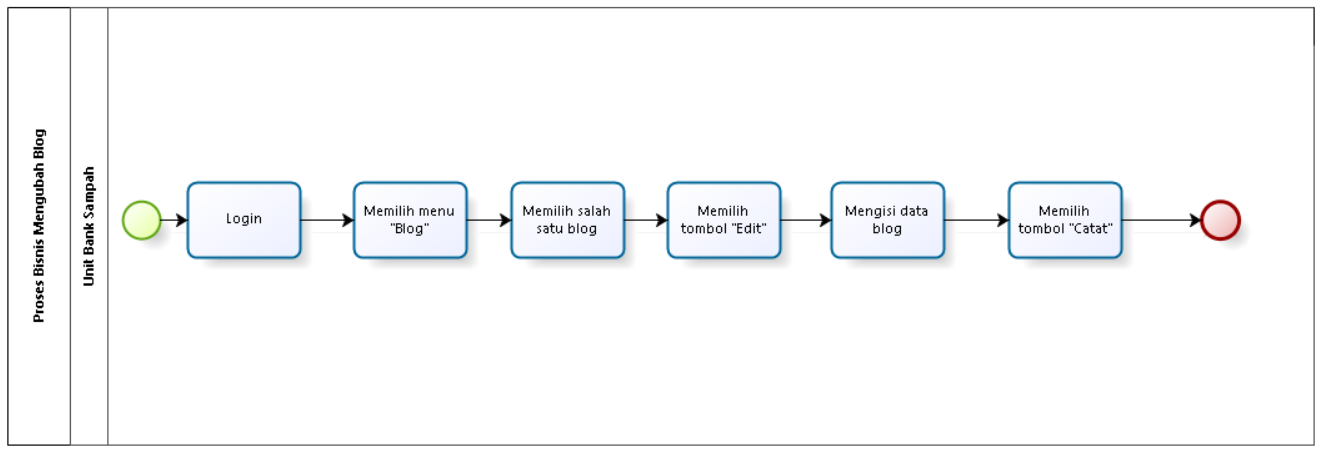 Proses Bisnis Mengubah Blog
Unit Bank Sampah
Login
Memilih menu
"Blog"
Memilih salah
satu blog
Memilih
tombol "Edit"
Mengisi data
blog
Memilih
tombol "Catat"